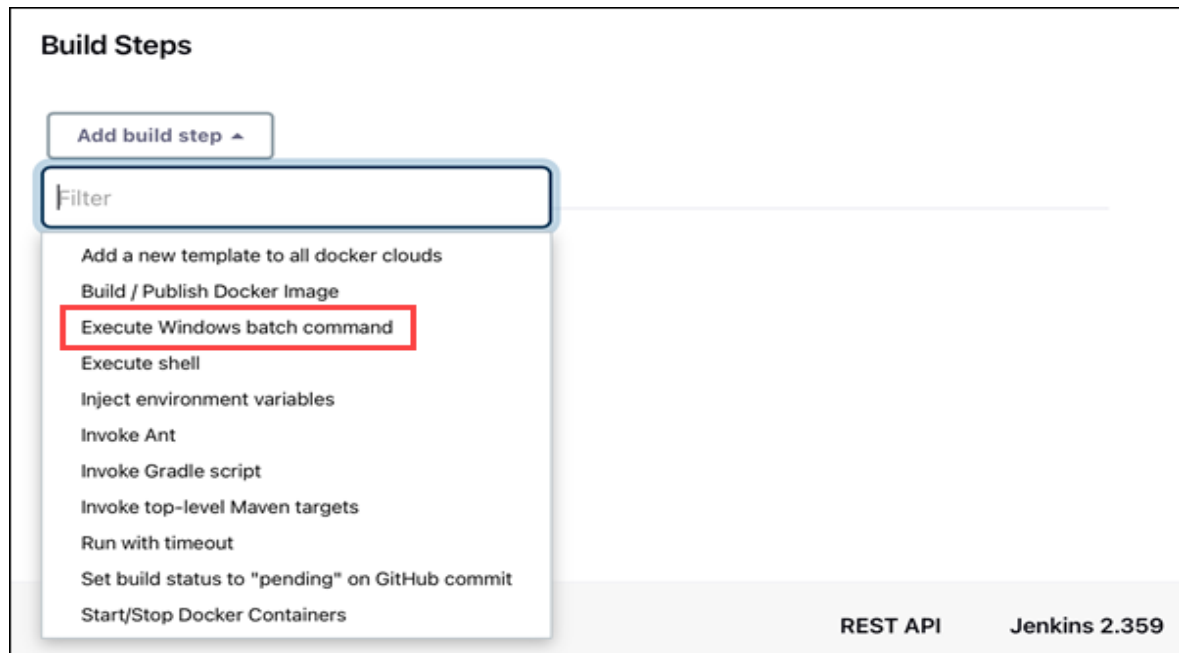 Build Steps
Add build step
Filter
Add a new template to all docker clouds
Build / Publish Docker Image
Execute Windows batch command
Execute shell
Inject environment variables
Invoke Ant
Invoke Gradle script
Invoke top-level Maven targets
Run with timeout
Set build status to "pending" on GitHub commit
Start/Stop Docker Containers
REST API Jenkins 2.359